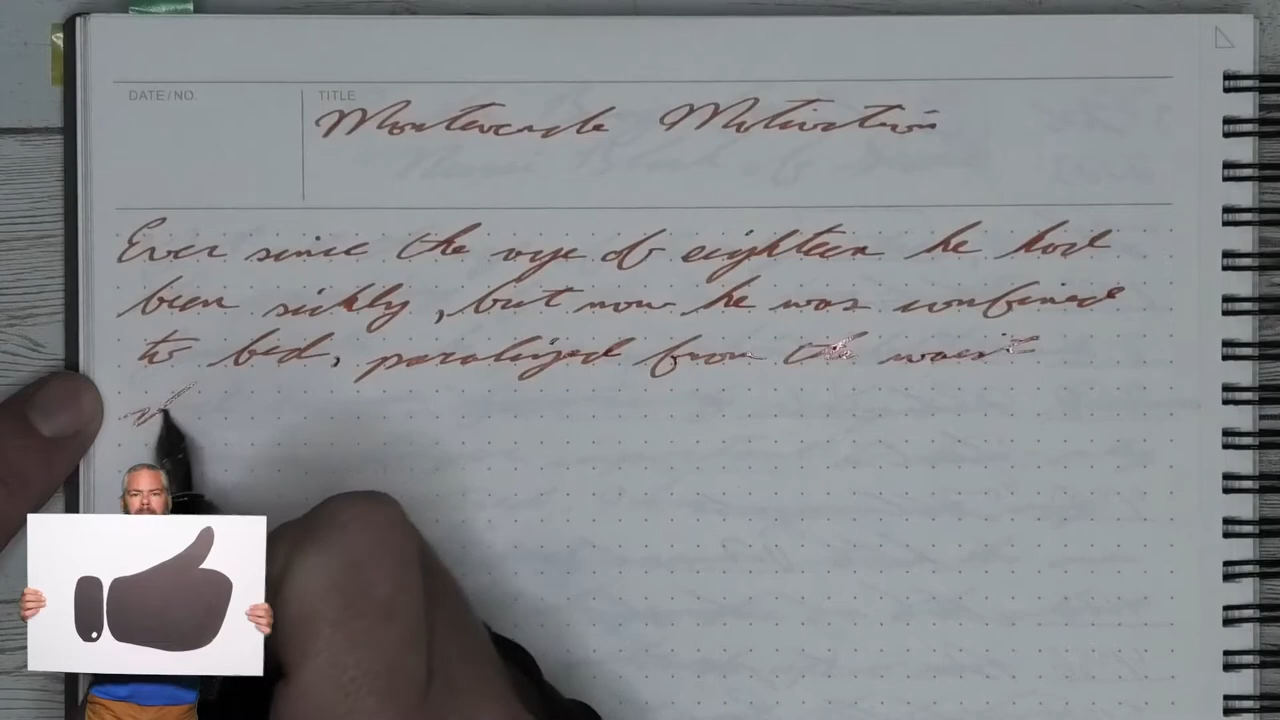 DATE/NO.
TITLE
Monteverde Motivation
Ever since the age of eighteen he had
been sickly, but now he was confined
to bed, paralyzed from the waist